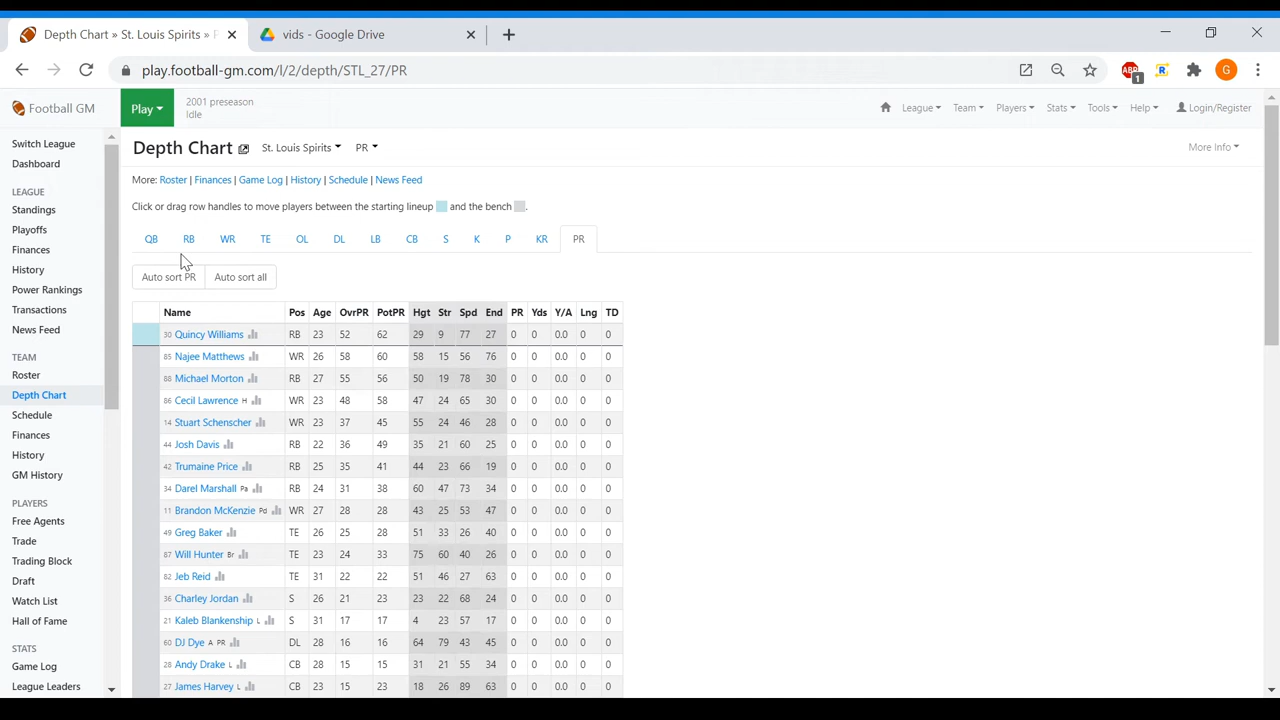 Depth Chart » St. Louis Spirits » P
vids - Google Drive
play.football-gm.com/l/2/depth/STL_27/PR
ABP
1
R
G
Football GM
Play
2001 preseason
Idle
League
Team
Players
Stats
Tools
Help
Login/Register
Switch League
Dashboard
LEAGUE
Standings
Playoffs
Finances
History
Power Rankings
Transactions
News Feed
TEAM
Roster
Depth Chart
Schedule
Finances
History
GM History
PLAYERS
Free Agents
Trade
Trading Block
Draft
Watch List
Hall of Fame
STATS
Game Log
League Leaders
Depth Chart St. Louis Spirits PR
More Info
More: Roster | Finances | Game Log | History | Schedule | News Feed
Click or drag row handles to move players between the starting lineup and the bench .
QB RB WR TE OL DL LB CB S K P KR PR
Auto sort PR Auto sort all
Name Pos Age OvrPR PotPR Hgt Str Spd End PR Yds Y/A Lng TD
30 Quincy Williams RB 23 52 62 29 9 77 27 0 0 0.0 0 0
85 Najee Matthews WR 26 58 60 58 15 56 76 0 0 0.0 0 0
88 Michael Morton RB 27 55 56 50 19 78 30 0 0 0.0 0 0
86 Cecil Lawrence H WR 23 48 58 47 24 65 30 0 0 0.0 0 0
14 Stuart Schenscher WR 23 37 45 55 24 46 28 0 0 0.0 0 0
44 Josh Davis RB 22 36 49 35 21 60 25 0 0 0.0 0 0
42 Trumaine Price RB 25 35 41 44 23 66 19 0 0 0.0 0 0
34 Darel Marshall Pa RB 24 31 38 60 47 73 34 0 0 0.0 0 0
11 Brandon McKenzie Pd WR 27 28 28 43 25 53 47 0 0 0.0 0 0
49 Greg Baker TE 26 25 28 51 33 26 40 0 0 0.0 0 0
87 Will Hunter Br TE 23 24 33 75 60 40 26 0 0 0.0 0 0
82 Jeb Reid TE 31 22 22 51 46 27 63 0 0 0.0 0 0
36 Charley Jordan S 26 21 23 23 22 68 24 0 0 0.0 0 0
21 Kaleb Blankenship L S 31 17 17 4 23 57 17 0 0 0.0 0 0
60 DJ Dye A PR DL 28 16 16 64 79 43 45 0 0 0.0 0 0
28 Andy Drake L CB 28 15 15 31 21 55 34 0 0 0.0 0 0
27 James Harvey L CB 23 15 23 18 26 89 63 0 0 0.0 0 0